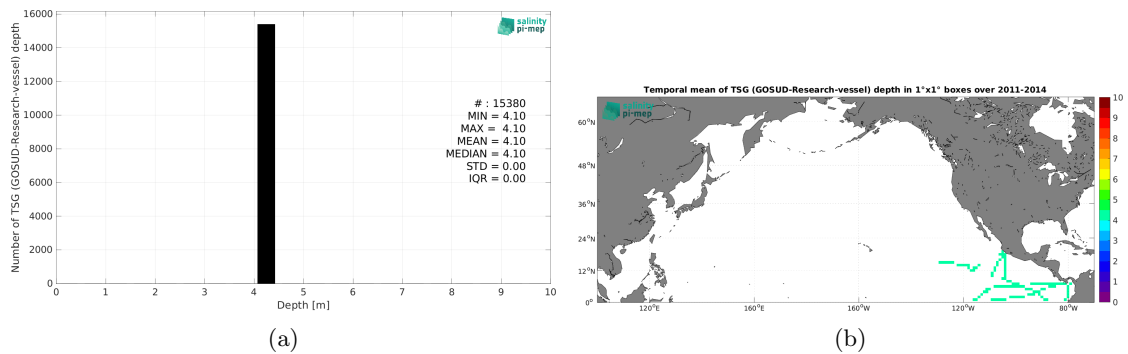 16000
14000
12000
10000
8000
6000
4000
2000
0
Number of TSG (GOSUD-Research-vessel) depth
salinity
pi-mep
# : 15380
MIN = 4.10
MAX = 4.10
MEAN = 4.10
MEDIAN = 4.10
STD = 0.00
IQR = 0.00
0 1 2 3 4 5 6 7 8 9 10
Depth [m]
(a)
Temporal mean of TSG (GOSUD-Research-vessel) depth in 1°x1° boxes over 2011-2014
salinity
pi-mep
60°N
48°N
36°N
24°N
12°N
0°
120°E 160°E 160°W 120°W 80°W
10
9
8
7
6
5
4
3
2
1
0
(b)